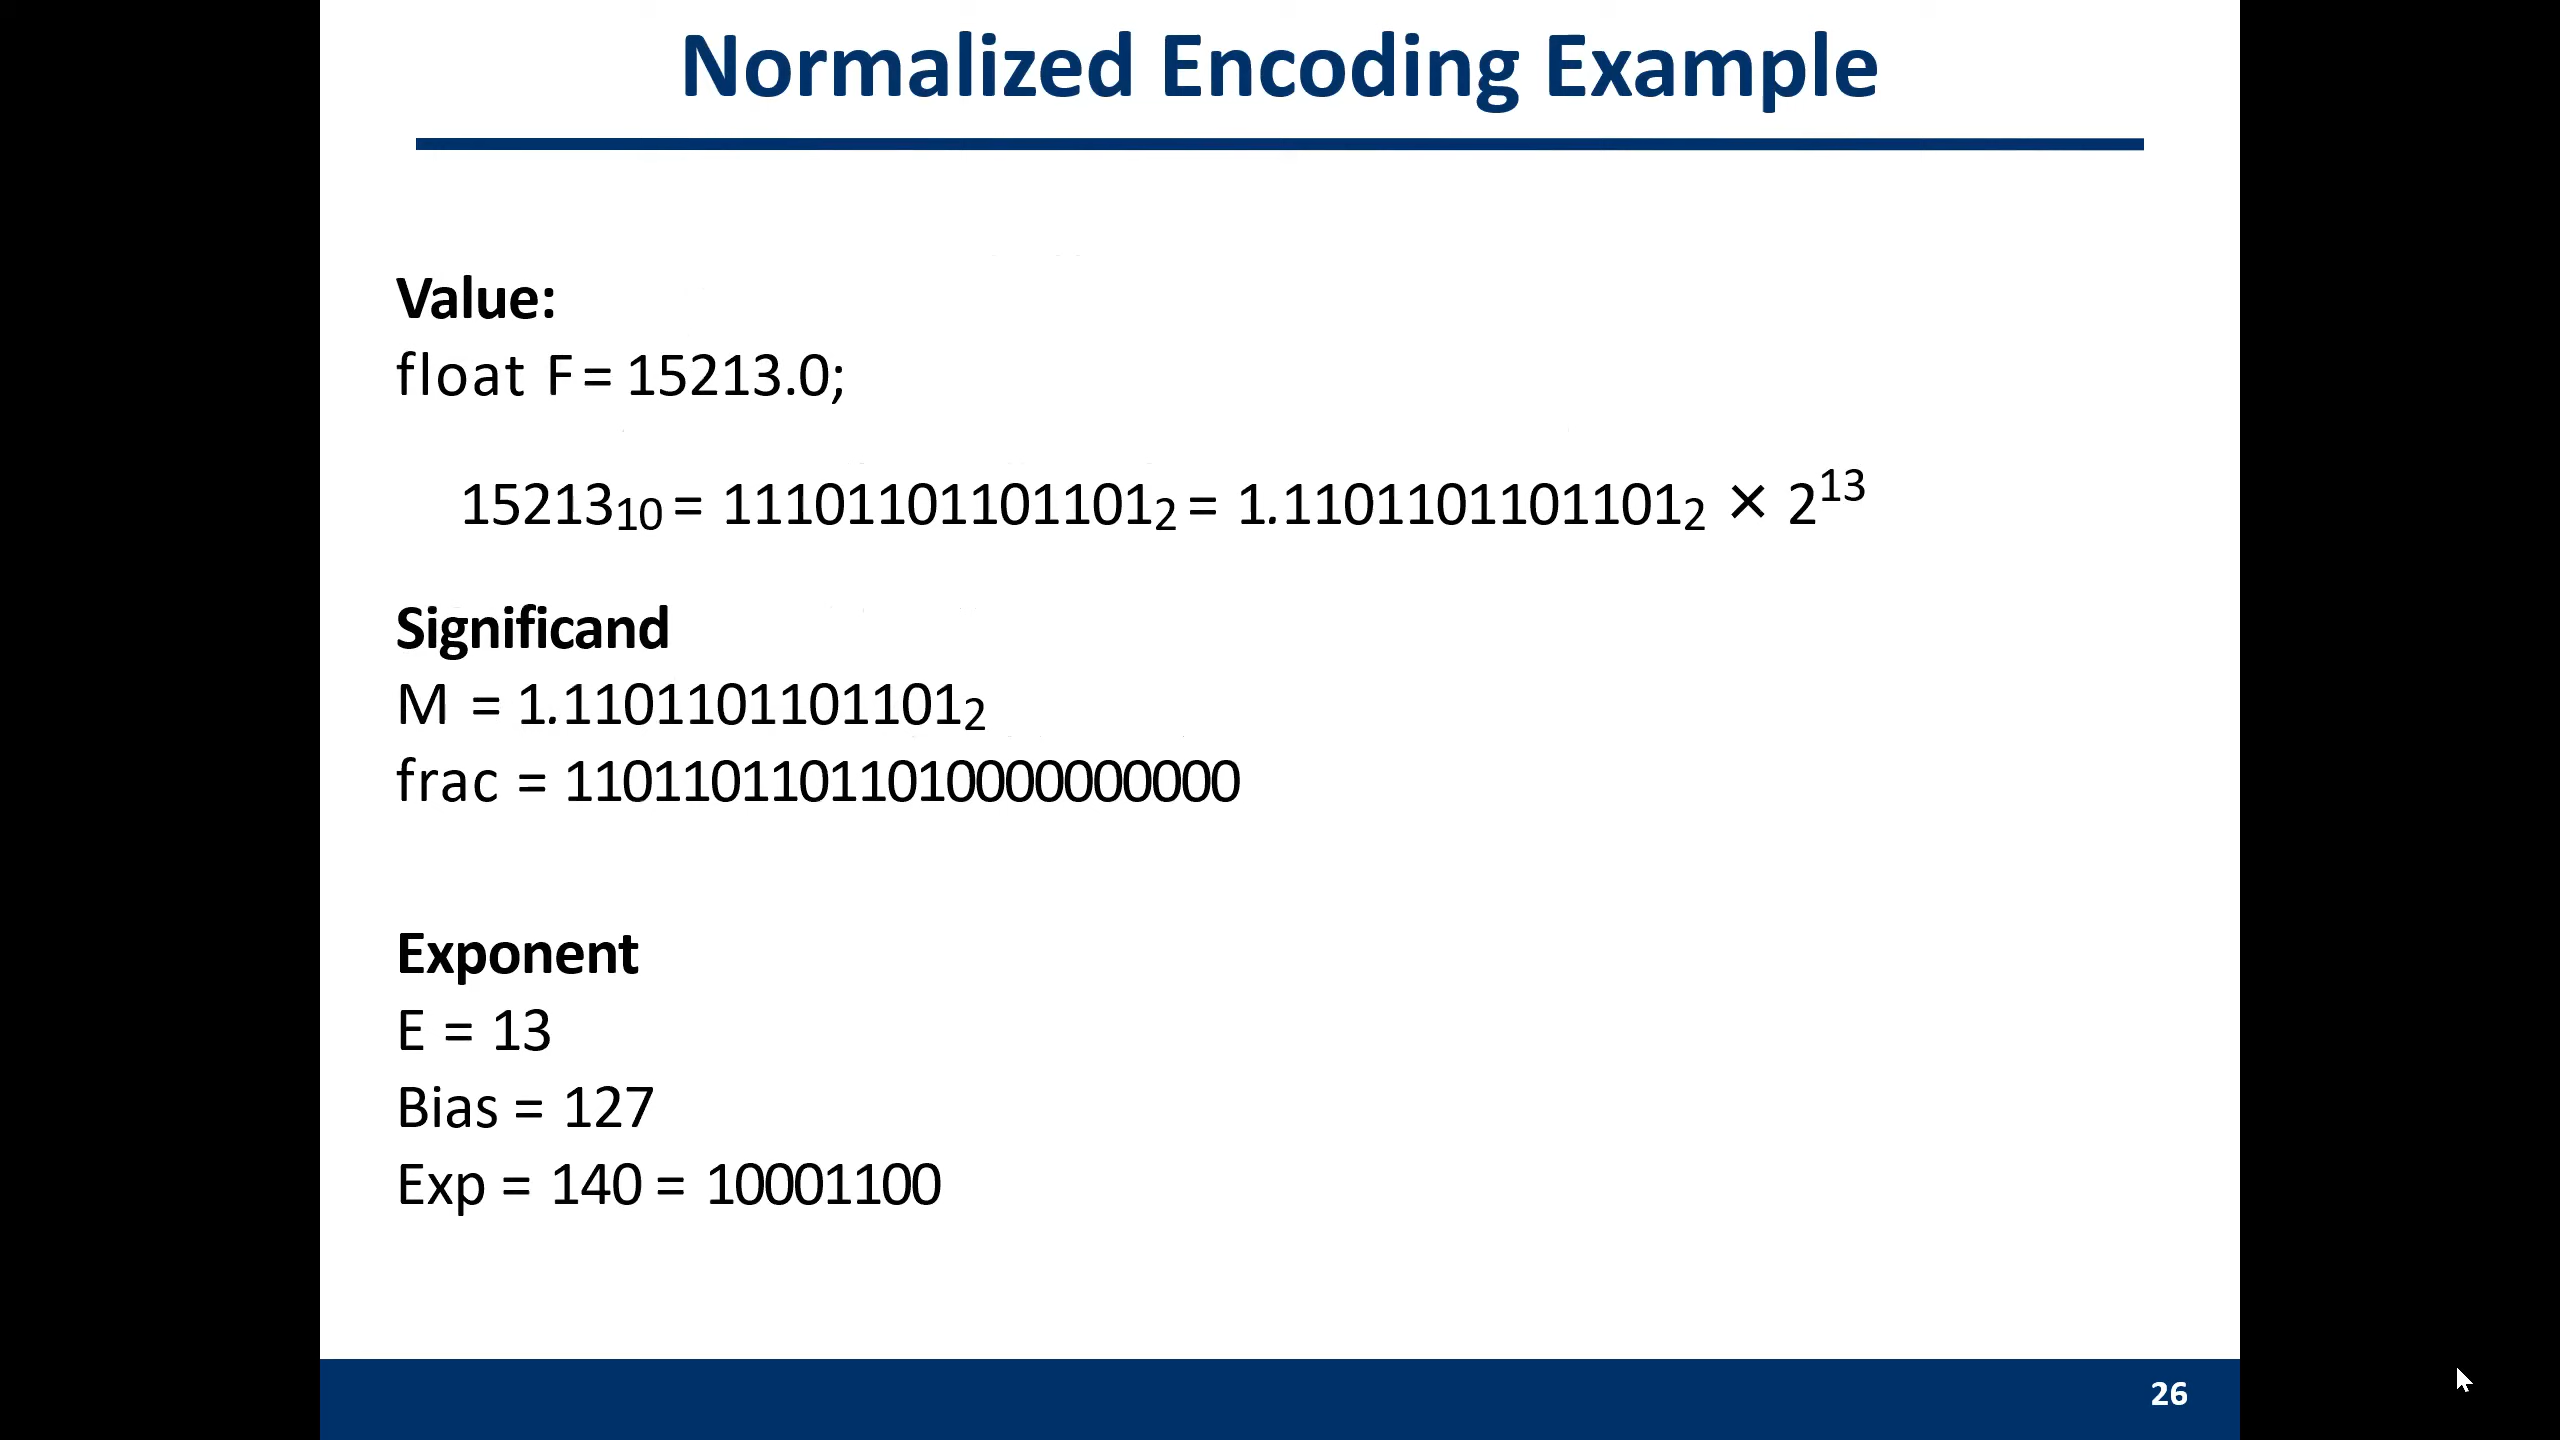 Normalized Encoding Example
Value:
float F = 15213.0;
15213₁₀ = 11101101101101₂ = 1.1101101101101₂ × 2¹³
Significand
M = 1.1101101101101₂
frac = 11011011011010000000000
Exponent
E = 13
Bias = 127
Exp = 140 = 10001100
26